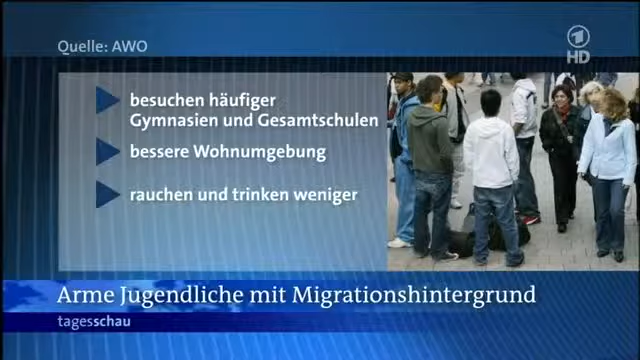 Quelle: AWO
1
HD
besuchen häufiger
Gymnasien und Gesamtschulen
bessere Wohnumgebung
rauchen und trinken weniger
Arme Jugendliche mit Migrationshintergrund
tagesschau